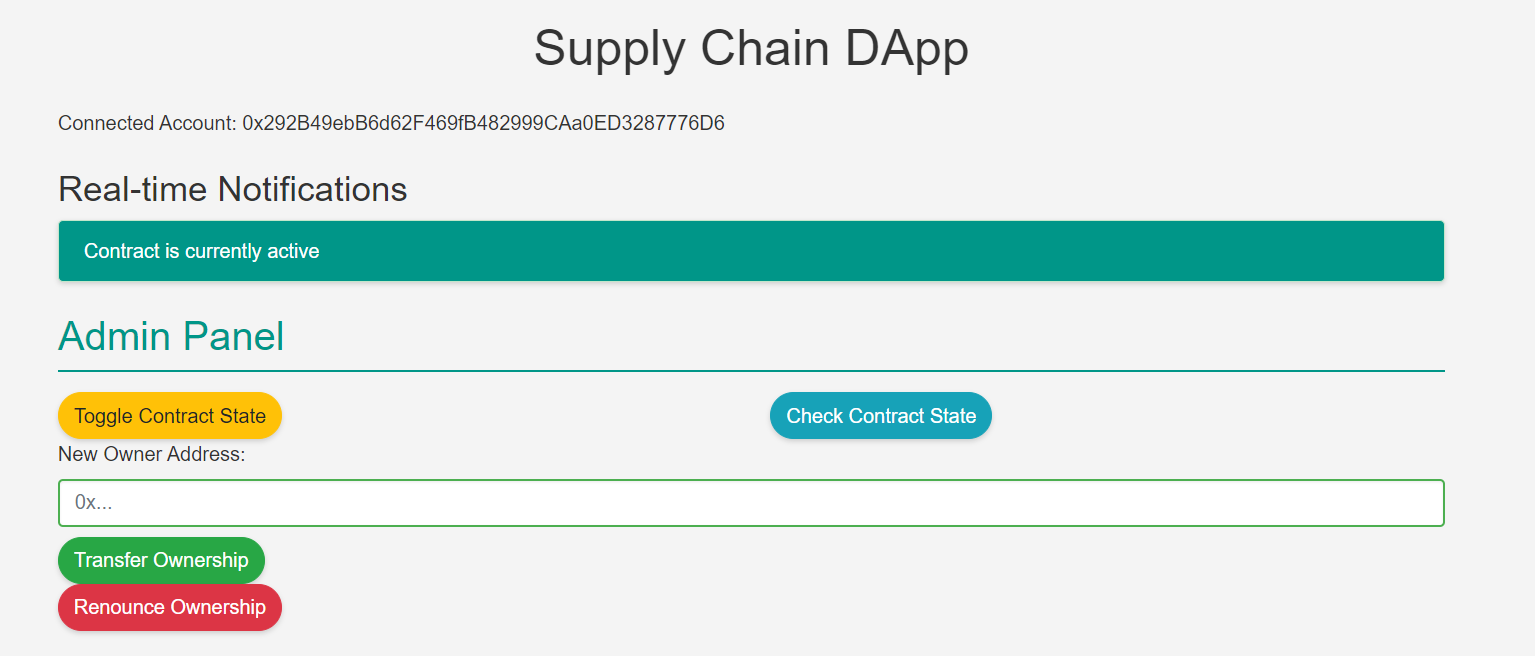 Supply Chain DApp
Connected Account: 0x292B49ebB6d62F469fB482999CAa0ED3287776D6
Real-time Notifications
Contract is currently active
Admin Panel
Toggle Contract State
Check Contract State
New Owner Address:
0x...
Transfer Ownership
Renounce Ownership